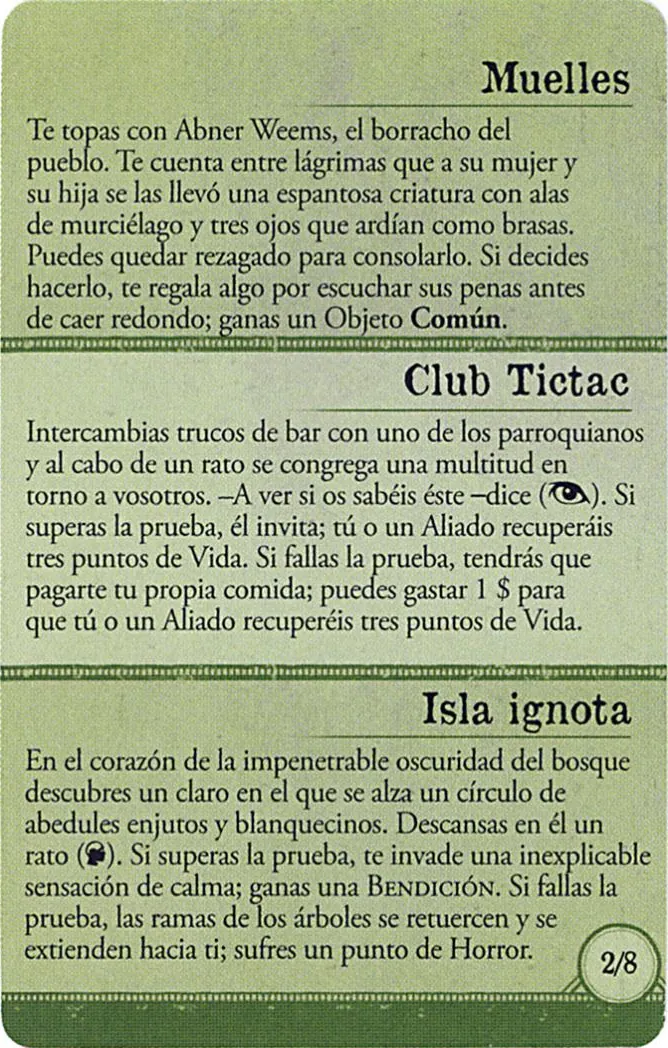 Muelles
Te topas con Abner Weems, el borracho del
pueblo. Te cuenta entre lágrimas que a su mujer y
su hija se las llevó una espantosa criatura con alas
de murciélago y tres ojos que ardían como brasas.
Puedes quedar rezagado para consolarlo. Si decides
hacerlo, te regala algo por escuchar sus penas antes
de caer redondo; ganas un Objeto Común.
Club Tictac
Intercambias trucos de bar con uno de los parroquianos
y al cabo de un rato se congrega una multitud en
torno a vosotros. –A ver si os sabéis éste –dice (). Si
superas la prueba, él invita; tú o un Aliado recuperáis
tres puntos de Vida. Si fallas la prueba, tendrás que
pagarte tu propia comida; puedes gastar 1 $ para
que tú o un Aliado recuperéis tres puntos de Vida.
Isla ignota
En el corazón de la impenetrable oscuridad del bosque
descubres un claro en el que se alza un círculo de
abedules enjutos y blanquecinos. Descansas en él un
rato (). Si superas la prueba, te invade una inexplicable
sensación de calma; ganas una BENDICIÓN. Si fallas la
prueba, las ramas de los árboles se retuercen y se
extienden hacia ti; sufres un punto de Horror.
2/8